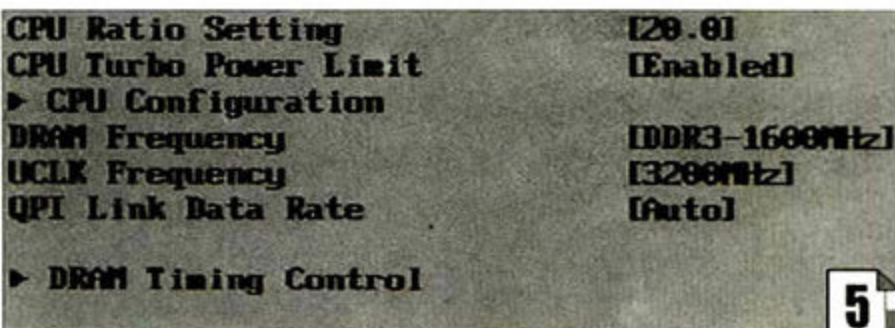 CPU Ratio Setting [20.0]
CPU Turbo Power Limit [Enabled]
▶ CPU Configuration
DRAM Frequency [DDR3-1600MHz]
UCLK Frequency [3200MHz]
QPI Link Data Rate [Auto]
▶ DRAM Timing Control
5